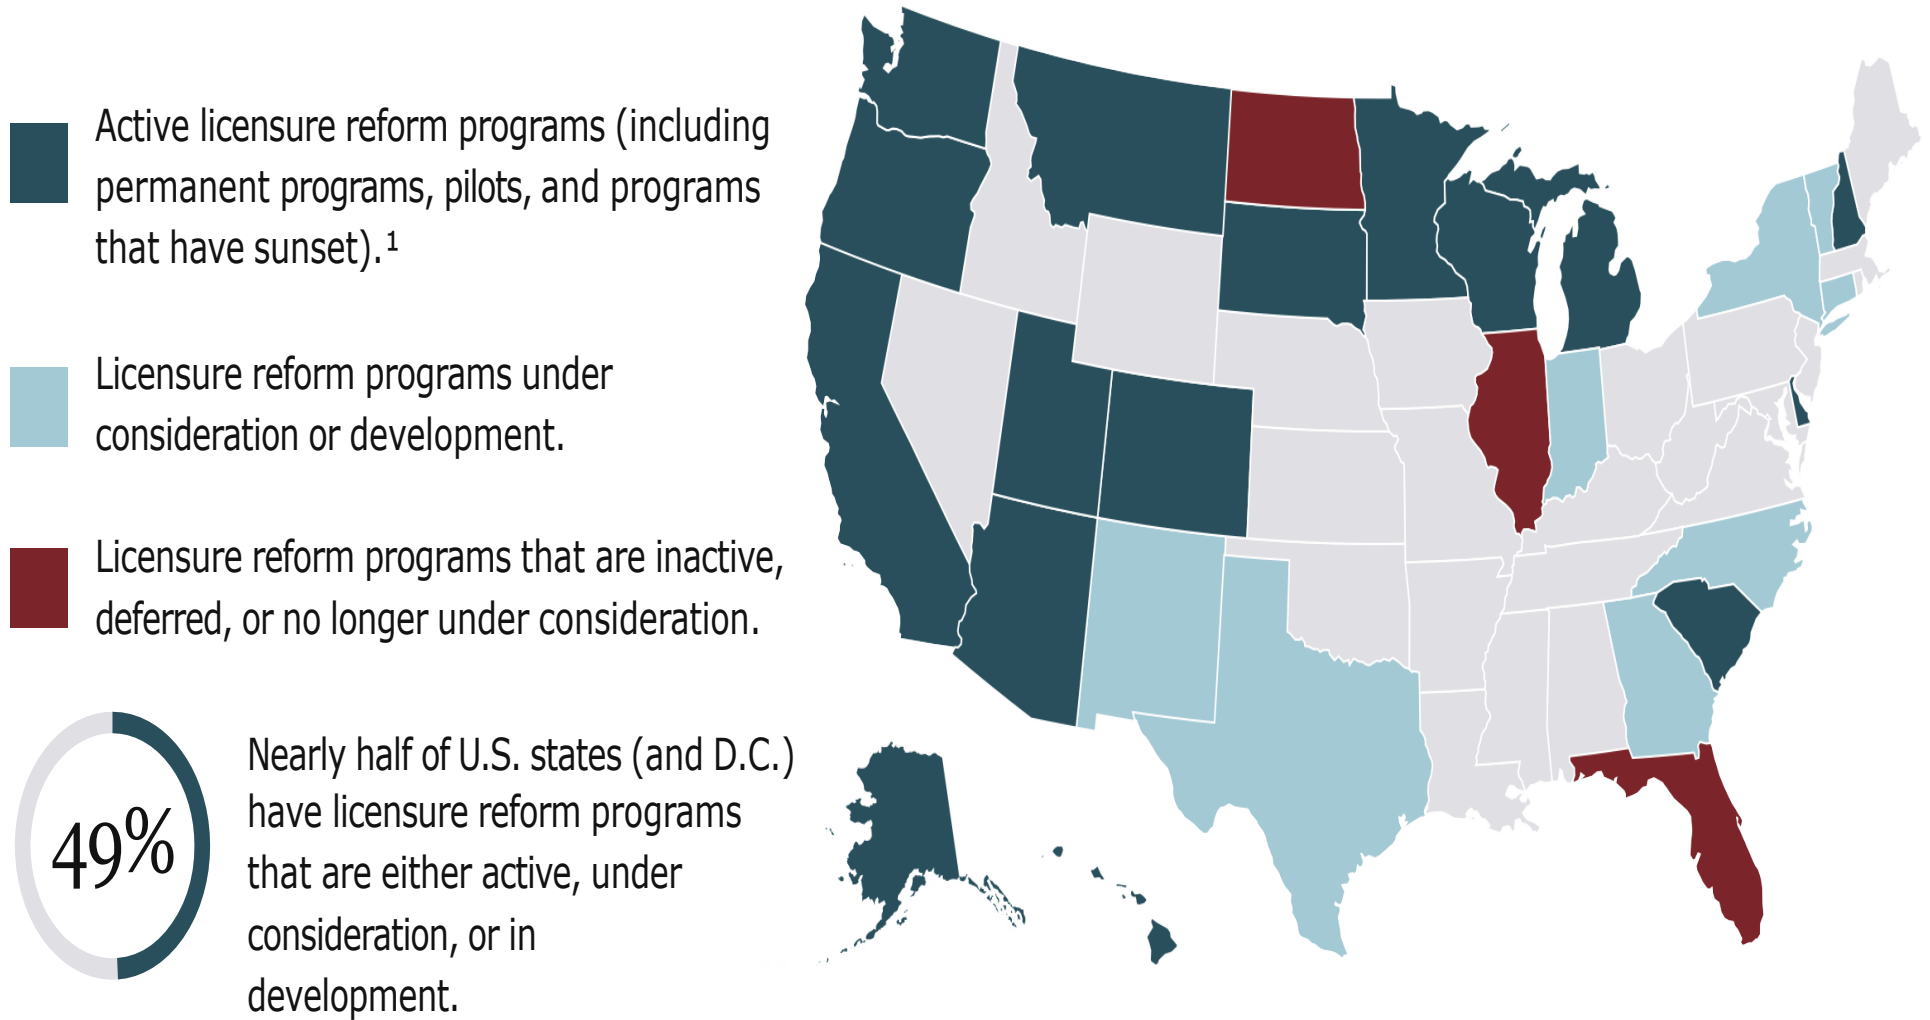 Active licensure reform programs (including
permanent programs, pilots, and programs
that have sunset).¹
Licensure reform programs under
consideration or development.
Licensure reform programs that are inactive,
deferred, or no longer under consideration.
49%
Nearly half of U.S. states (and D.C.)
have licensure reform programs
that are either active, under
consideration, or in
development.